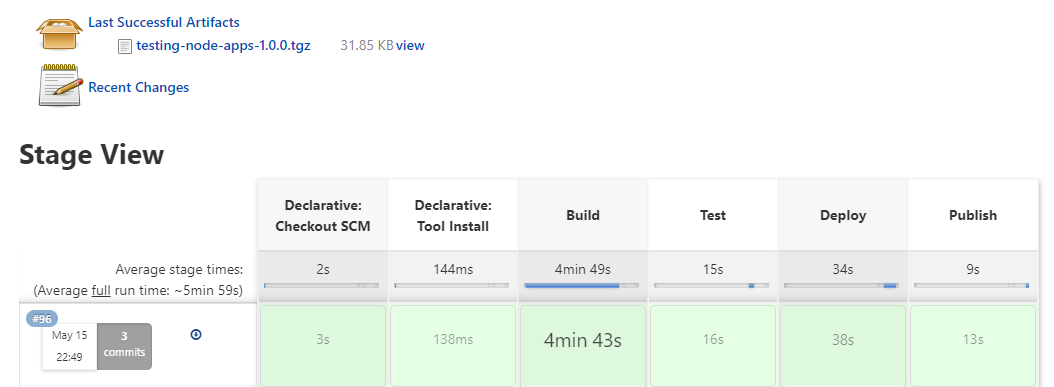 Last Successful Artifacts
testing-node-apps-1.0.0.tgz 31.85 KB view
Recent Changes
Stage View
Declarative: Checkout SCM
Declarative: Tool Install
Build
Test
Deploy
Publish
Average stage times:
(Average full run time: ~5min 59s)
2s 144ms 4min 49s 15s 34s 9s
#96
May 15
22:49
3
commits
3s 138ms 4min 43s 16s 38s 13s